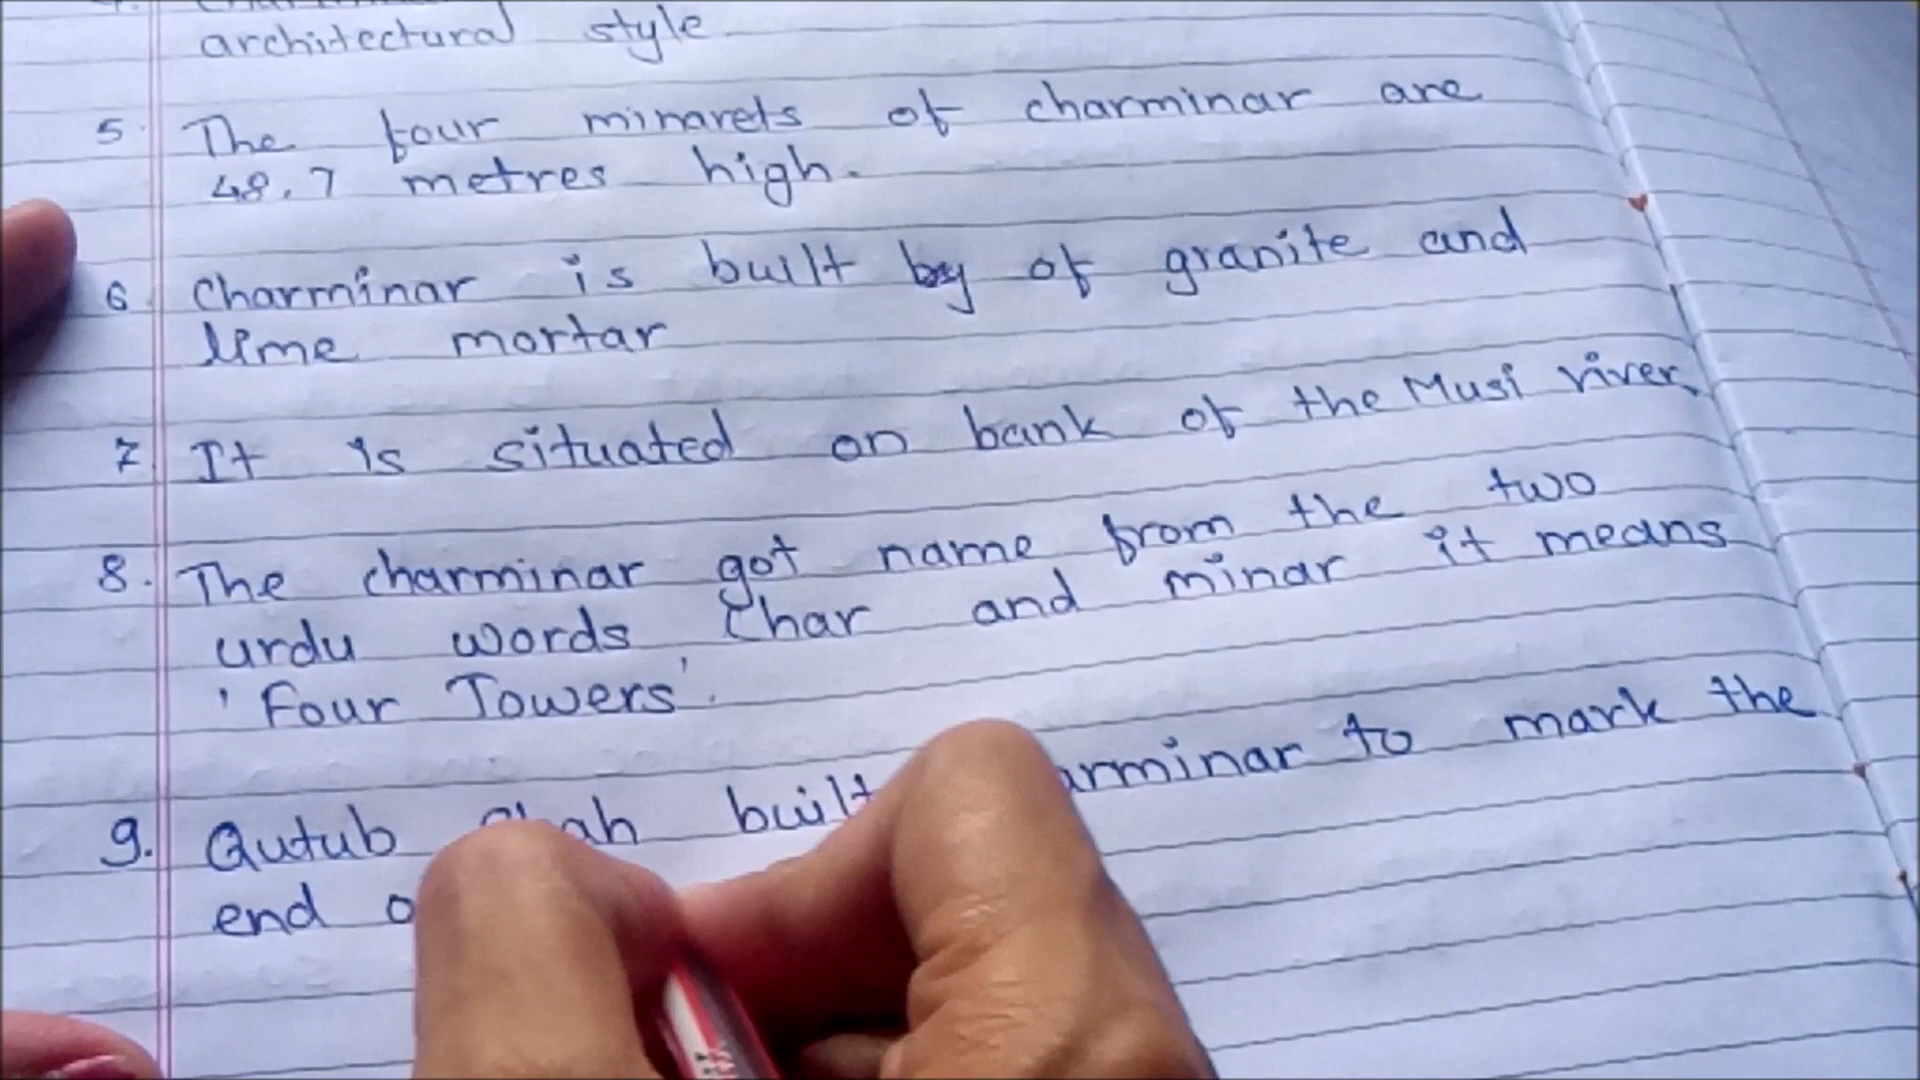 architectural style
5. The four minarets of charminar are
48.7 metres high.
6. Charminar is built by of granite and
lime mortar
7. It is situated on bank of the Musi river
8. The charminar got name from the two
urdu words Char and minar it means
'Four Towers'.
9. Qutub built to mark the
end